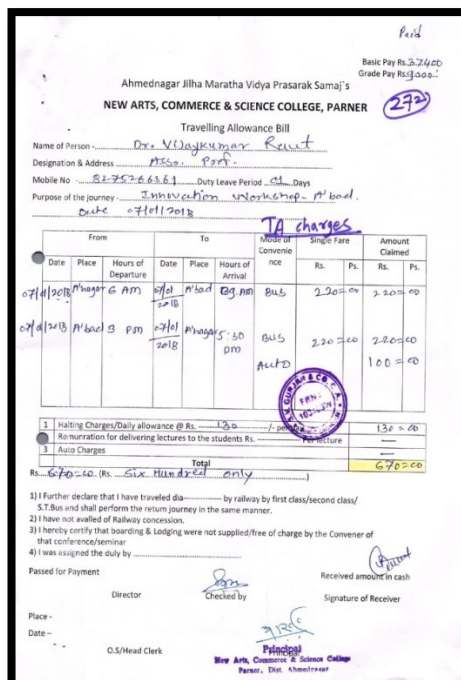 Paid
Basic Pay Rs. 37400
Grade Pay Rs. 9000/-
Ahmednagar Jilha Maratha Vidya Prasarak Samaj's
NEW ARTS, COMMERCE & SCIENCE COLLEGE, PARNER
272
Travelling Allowance Bill
Name of Person - Dr. Vijaykumar Raut
Designation & Address Asso. Prof.
Mobile No 8275266361 Duty Leave Period 01 Days
Purpose of the journey - Innovation Workshop - A'bad.
Date 07/01/2018
TA charges
From To Mode of Convenie nce Single Fare Amount Claimed
Date Place Hours of Departure Date Place Hours of Arrival Rs. Ps. Rs. Ps.
07/01/2018 A'nagar 6 AM 07/01/2018 A'bad 09.AM Bus 220=00 220=00
07/01/2018 A'bad 3 pm 07/01/2018 A'nagar 5:30 pm BUS 220=00 220=00
Auto 100=00
1 Halting Charges/Daily allowance @ Rs. 130 /- per 130=00
2 Remunration for delivering lectures to the students Rs. Per lecture —
3 Auto Charges —
Total 670=00
Rs. 670=00 (Rs. Six Hundred only)
1) I Further declare that I have traveled dia---------- by railway by first class/second class/
S.T.Bus and shall perform the return journey in the same manner.
2) I have not availed of Railway concession.
3) I hereby certify that boarding & Lodging were not supplied/free of charge by the Convener of
that conference/seminar
4) I was assigned the duly by
Passed for Payment
Received amount in cash
Director Checked by Signature of Receiver
Place -
Date –
O.S/Head Clerk Principal
Principal
New Arts, Commerce & Science College
Parner, Dist. Ahmednagar